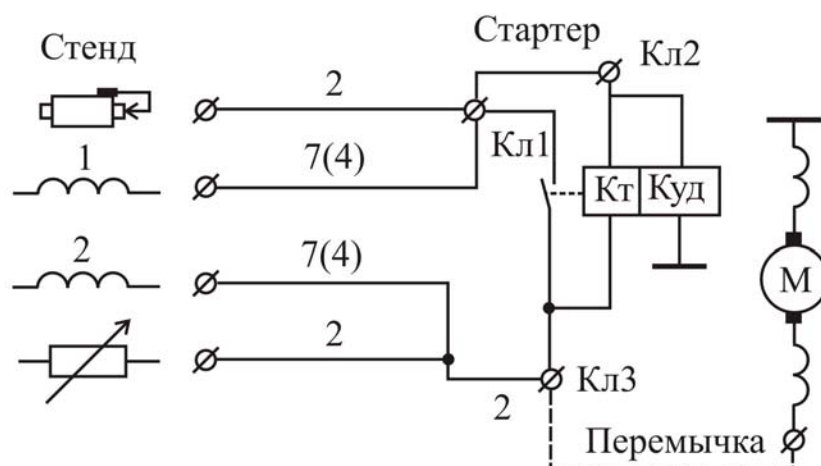 Стенд
Стартер
Кл2
2
Кл1
1
7(4)
Кт
Куд
2
7(4)
М
2
Кл3
2
Перемычка